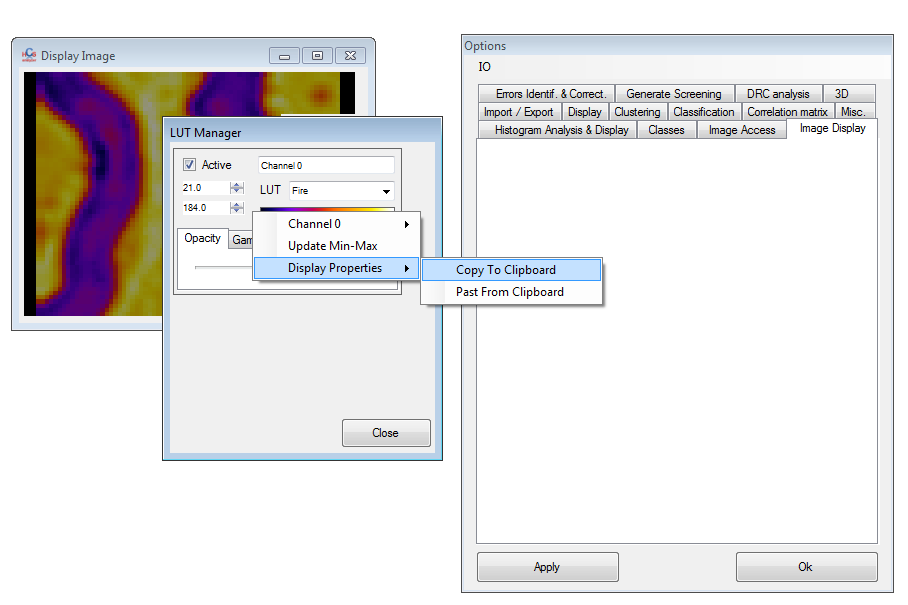 Display Image
LUT Manager
Active
Channel 0
21.0
LUT
Fire
184.0
Opacity
Gam
Channel 0
Update Min-Max
Display Properties
Copy To Clipboard
Past From Clipboard
Close
Options
IO
Errors Identif. & Correct.
Generate Screening
DRC analysis
3D
Import / Export
Display
Clustering
Classification
Correlation matrix
Misc.
Histogram Analysis & Display
Classes
Image Access
Image Display
Apply
Ok